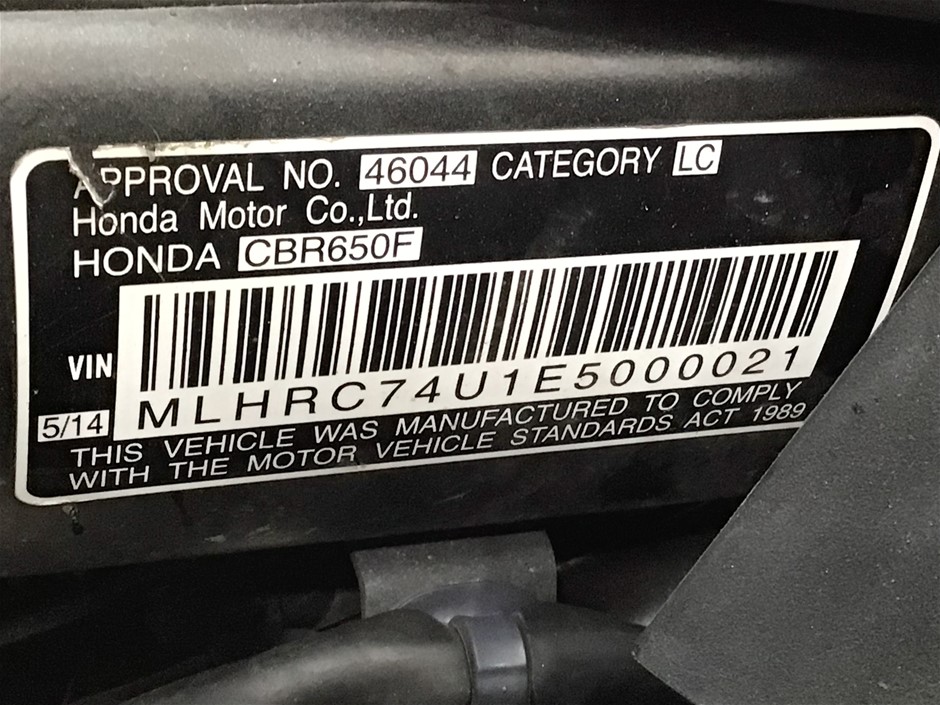 APPROVAL NO. 46044 CATEGORY LC
Honda Motor Co.,Ltd.
HONDA CBR650F
VIN
5/14 MLHRC74U1E5000021
THIS VEHICLE WAS MANUFACTURED TO COMPLY
WITH THE MOTOR VEHICLE STANDARDS ACT 1989